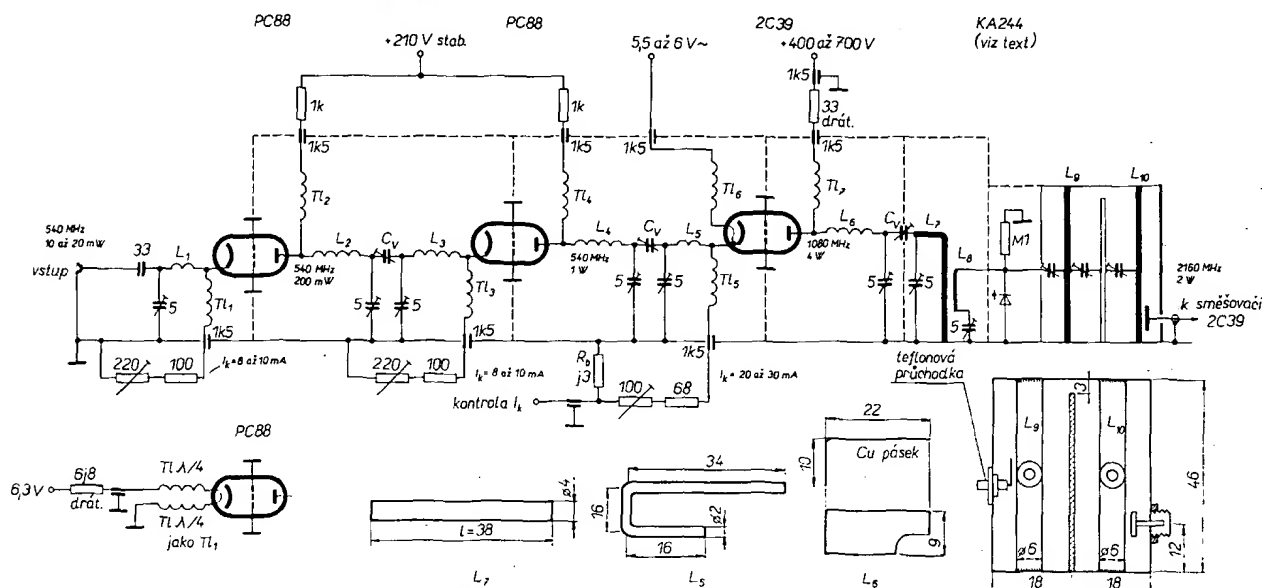 PC88
PC88
2C39
KA244
(viz text)
+210 V stab.
5,5 až 6 V~
+400 až 700 V
1k5
1k
1k
33
drát.
1k5
1k5
1k5
1k5
Tl2
Tl4
Tl6
Tl7
L9
L10
540 MHz
10 až 20 mW
vstup
33
L1
5
Tl1
L2
CV
L3
540 MHz
200 mW
5
5
Tl3
L4
CV
L5
540 MHz
1 W
5
5
Tl5
L6
CV
L7
1080 MHz
4 W
5
5
L8
5
M1
2160 MHz
2 W
k směšovači
2C39
1k5
1k5
1k5
220
100
Ik = 8 až 10 mA
220
100
Ik = 8 až 10 mA
Rb
j3
100
68
Ik = 20 až 30 mA
kontrola Ik
teflonová
průchodka
PC88
6,3 V
6j8
drát.
Tl λ/4
Tl λ/4
jako Tl1
ø4
l=38
L7
34
16
ø2
16
L5
22
10
Cu pásek
9
L6
L9
L10
13
46
12
ø6
ø6
18
18